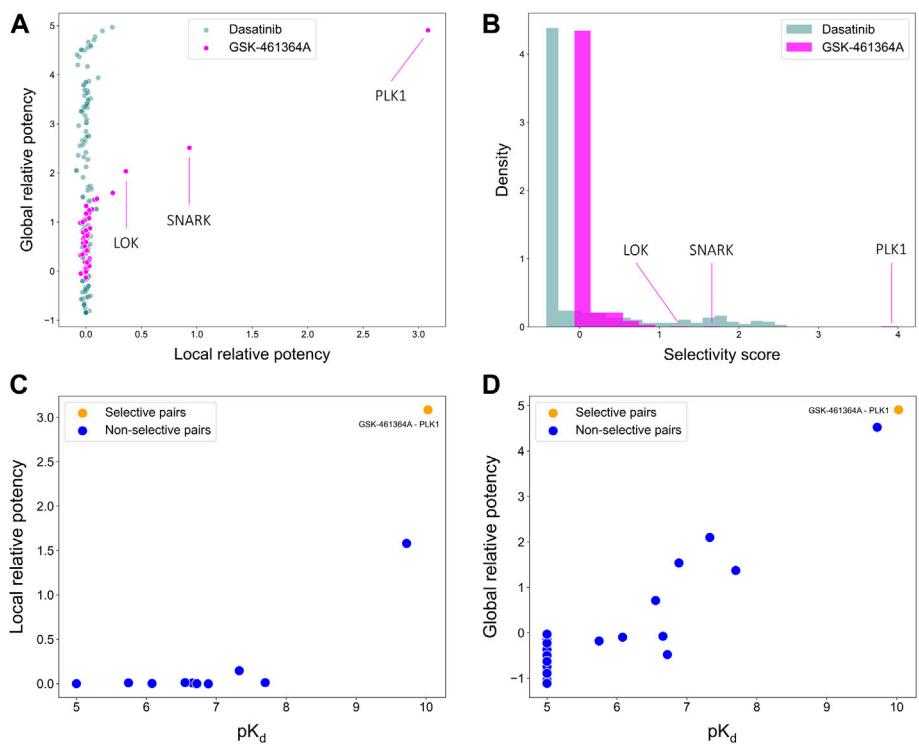 A
Dasatinib
GSK-461364A
PLK1
SNARK
LOK
Global relative potency
5
4
3
2
1
0
−1
0.0
0.5
1.0
1.5
2.0
2.5
3.0
Local relative potency
B
Dasatinib
GSK-461364A
LOK
SNARK
PLK1
Density
4
3
2
1
0
0
1
2
3
4
Selectivity score
C
Selective pairs
Non-selective pairs
GSK-461364A - PLK1
Local relative potency
3.0
2.5
2.0
1.5
1.0
0.5
0.0
5
6
7
8
9
10
pKd
D
Selective pairs
Non-selective pairs
GSK-461364A - PLK1
Global relative potency
5
4
3
2
1
0
−1
5
6
7
8
9
10
pKd